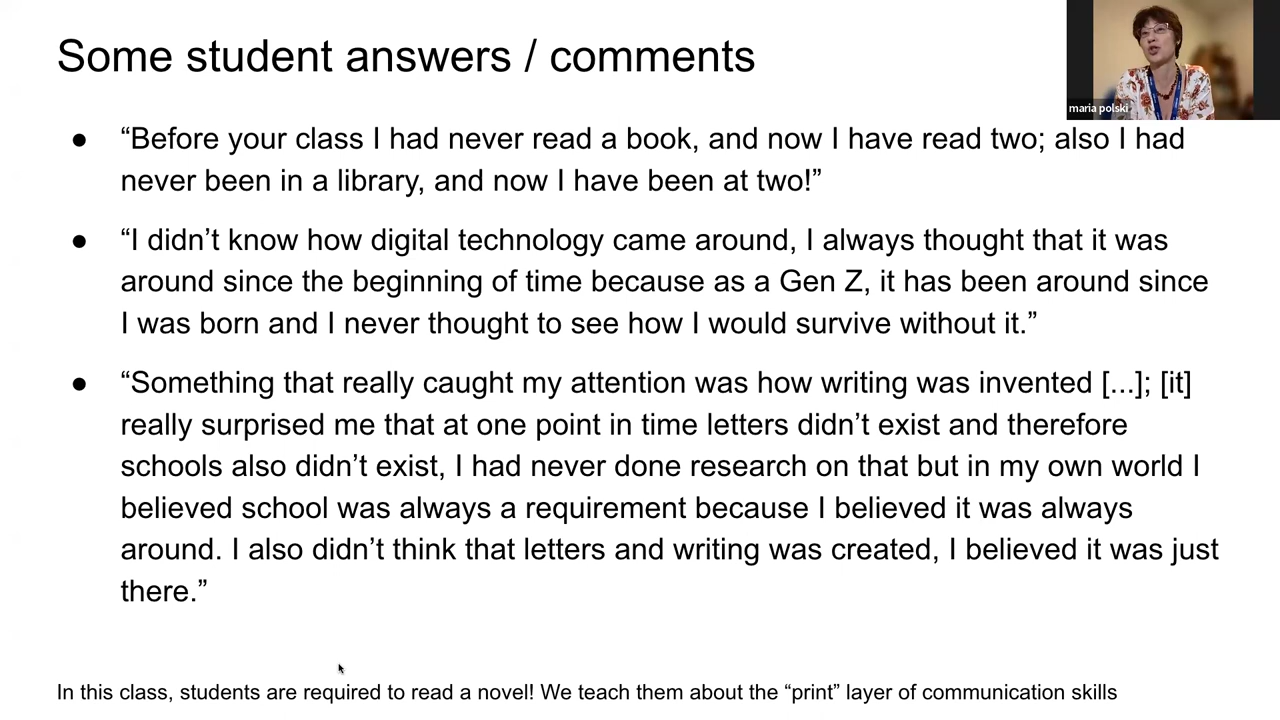 Some student answers / comments
maria polski
● “Before your class I had never read a book, and now I have read two; also I had
never been in a library, and now I have been at two!”
● “I didn’t know how digital technology came around, I always thought that it was
around since the beginning of time because as a Gen Z, it has been around since
I was born and I never thought to see how I would survive without it.”
● “Something that really caught my attention was how writing was invented [...]; [it]
really surprised me that at one point in time letters didn’t exist and therefore
schools also didn’t exist, I had never done research on that but in my own world I
believed school was always a requirement because I believed it was always
around. I also didn’t think that letters and writing was created, I believed it was just
there.”
In this class, students are required to read a novel! We teach them about the “print” layer of communication skills